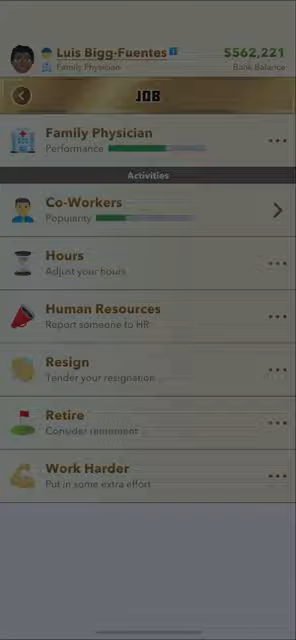 Luis Bigg-Fuentes
$562,221
Family Physician
Bank Balance
JOB
Family Physician
Performance
Activities
Co-Workers
Popularity
Hours
Adjust your hours
Human Resources
Report someone to HR
Resign
Tender your resignation
Retire
Consider retirement
Work Harder
Put in some extra effort